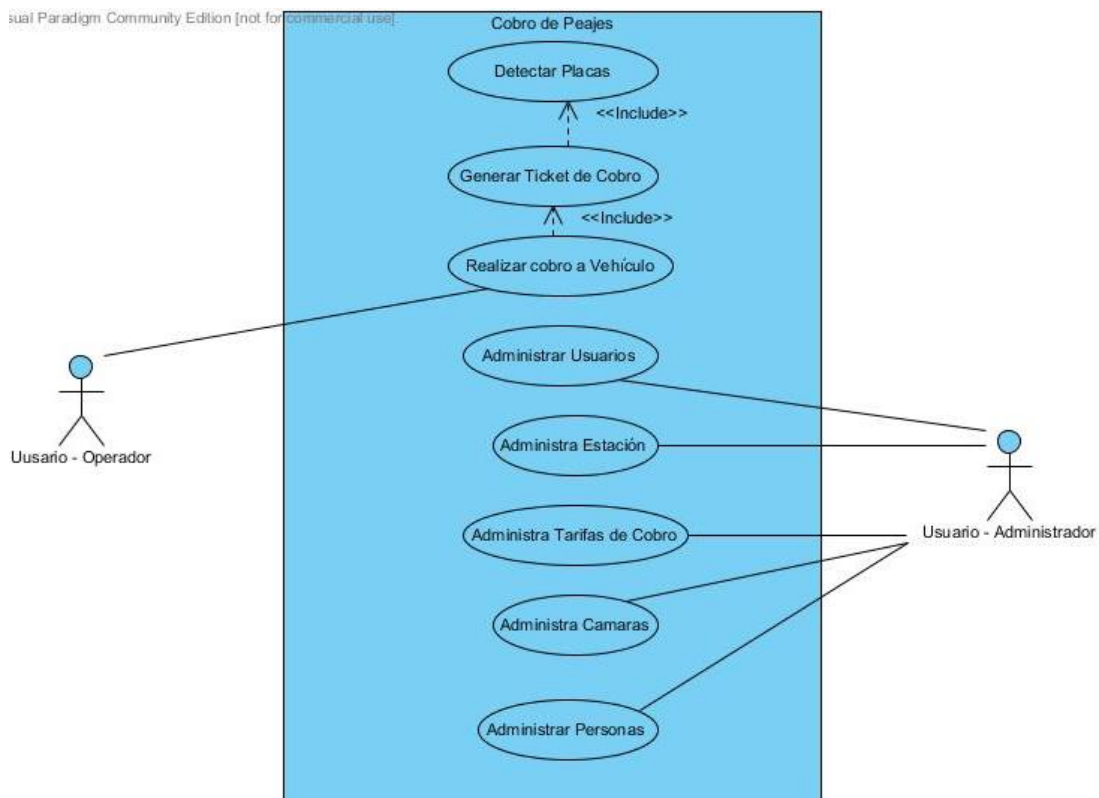 sual Paradigm Community Edition [not for commercial use]
Cobro de Peajes
Detectar Placas
<<Include>>
Generar Ticket de Cobro
<<Include>>
Realizar cobro a Vehículo
Administrar Usuarios
Uusario - Operador
Administra Estación
Administra Tarifas de Cobro
Usuario - Administrador
Administra Camaras
Administrar Personas